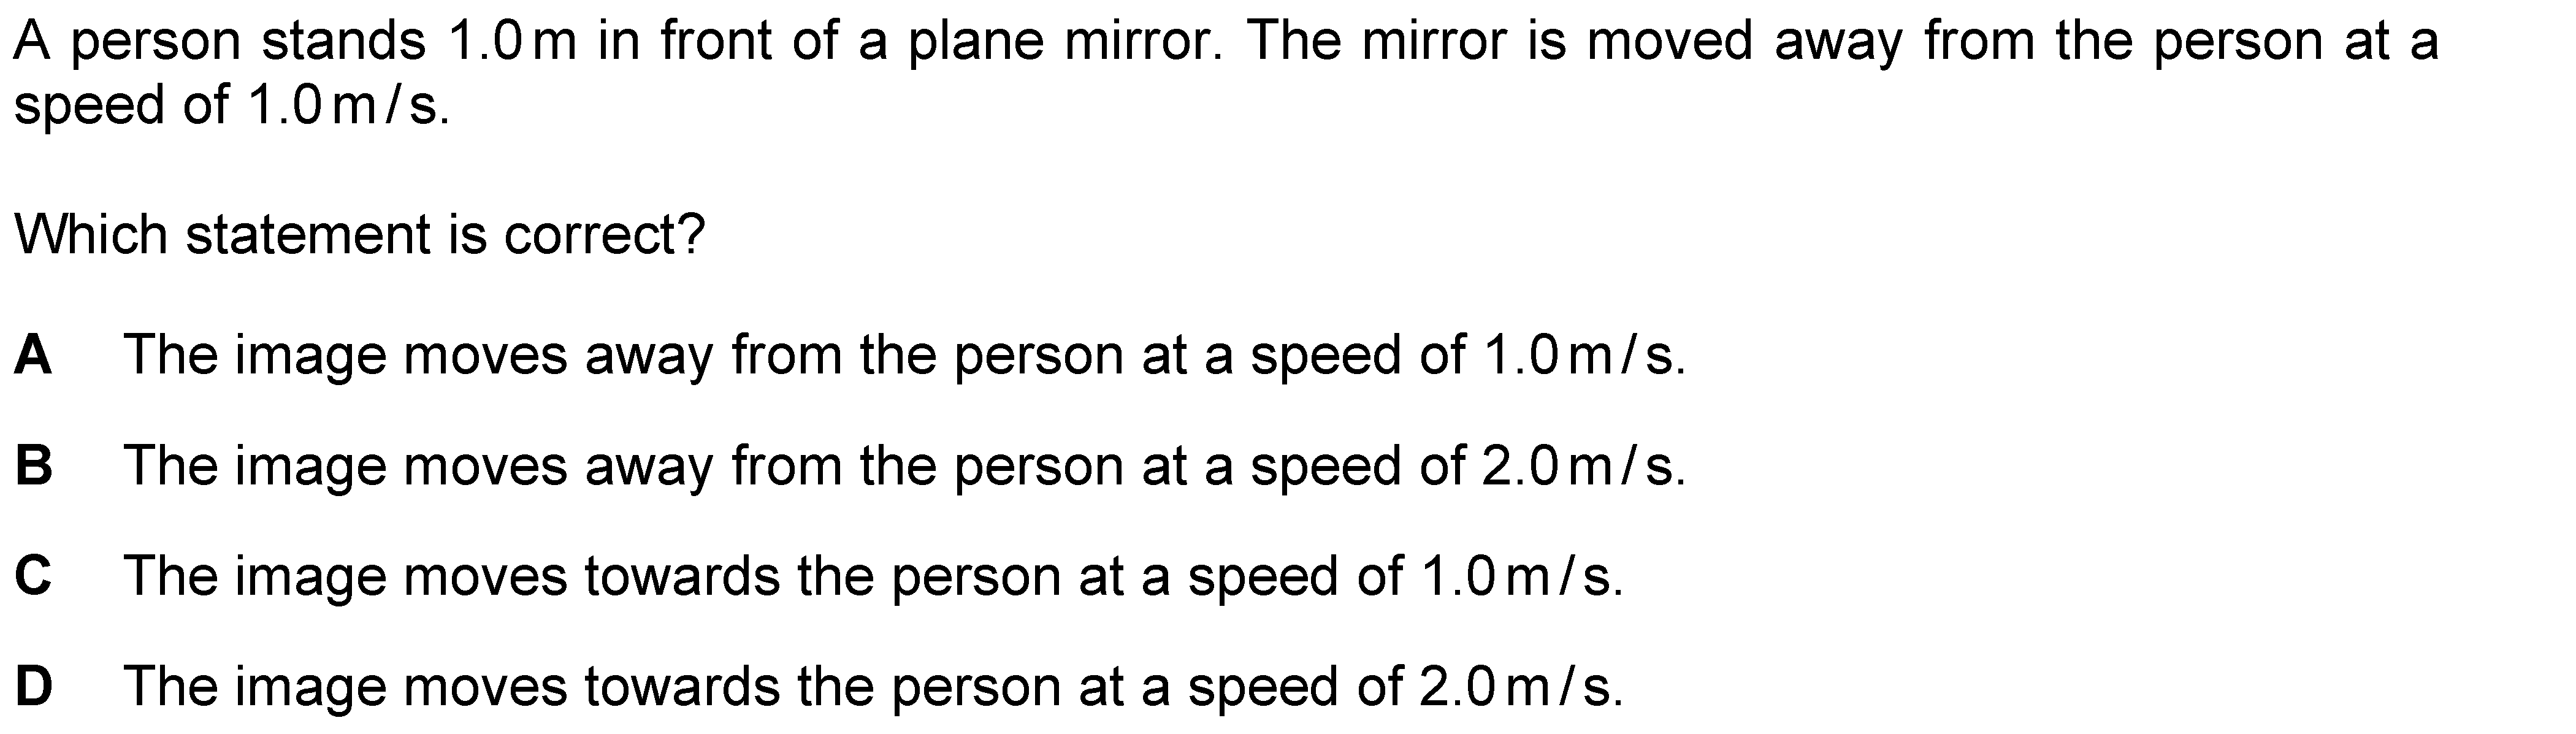 A person stands 1.0 m in front of a plane mirror. The mirror is moved away from the person at a
speed of 1.0 m / s.
Which statement is correct?
A The image moves away from the person at a speed of 1.0 m / s.
B The image moves away from the person at a speed of 2.0 m / s.
C The image moves towards the person at a speed of 1.0 m / s.
D The image moves towards the person at a speed of 2.0 m / s.